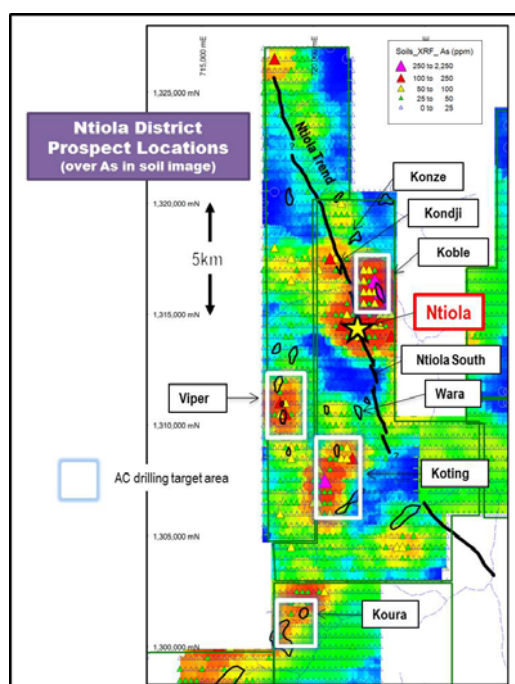 715,000 mE
Soils_XRF_ As (ppm)
250 to 2,250
100 to 250
50 to 100
25 to 50
0 to 25
1,325,000 mN
Ntiola District
Prospect Locations
(over As in soil image)
Ntiola Trend
?
Konze
1,320,000 mN
Kondji
Koble
5km
1,315,000 mN
Ntiola
Ntiola South
Viper
Wara
1,310,000 mN
?
AC drilling target area
Koting
1,305,000 mN
Koura
1,300,000 mN